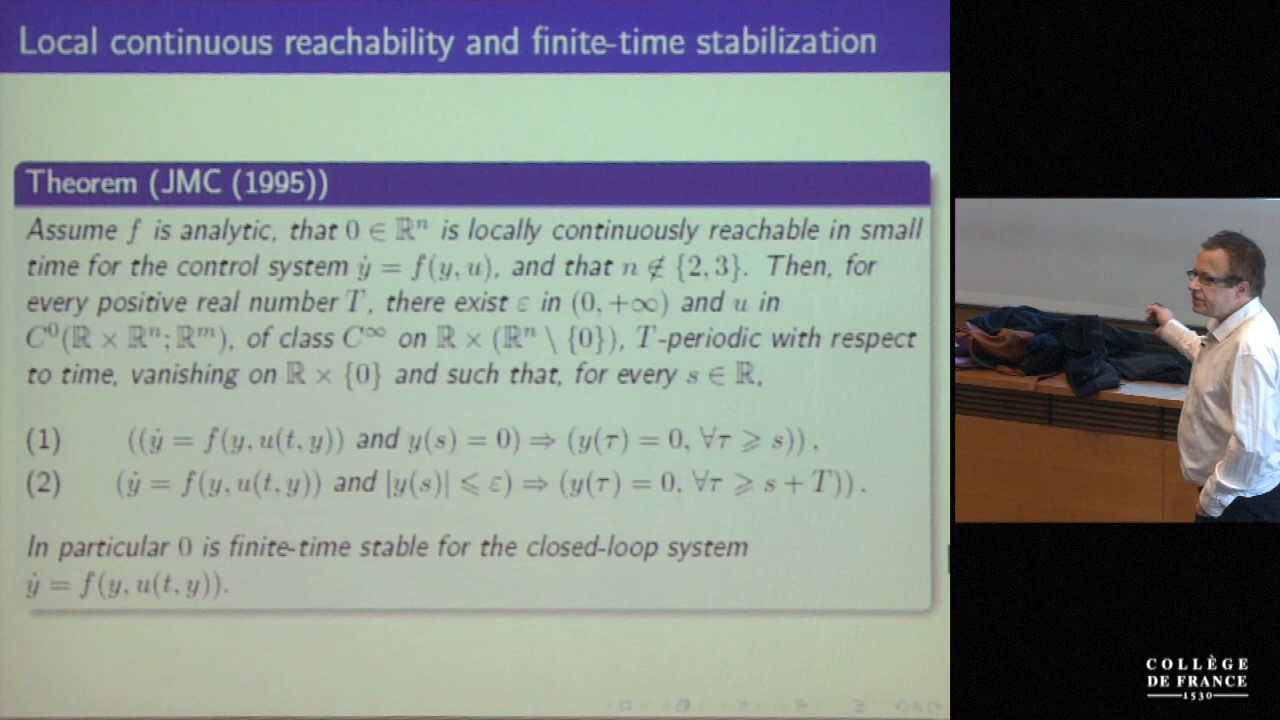 Local continuous reachability and finite-time stabilization
Theorem (JMC (1995))
Assume f is analytic, that 0 ∈ ℝⁿ is locally continuously reachable in small
time for the control system ẏ = f(y, u), and that n ∉ {2, 3}. Then, for
every positive real number T, there exist ε in (0, +∞) and u in
C⁰(ℝ × ℝⁿ; ℝᵐ), of class C^∞ on ℝ × (ℝⁿ \ {0}), T-periodic with respect
to time, vanishing on ℝ × {0} and such that, for every s ∈ ℝ,
(1) ((ẏ = f(y, u(t, y)) and y(s) = 0) ⇒ (y(τ) = 0, ∀τ ⩾ s)),
(2) (ẏ = f(y, u(t, y)) and |y(s)| ⩽ ε) ⇒ (y(τ) = 0, ∀τ ⩾ s + T)).
In particular 0 is finite-time stable for the closed-loop system
ẏ = f(y, u(t, y)).
COLLÈGE
DE FRANCE
1530